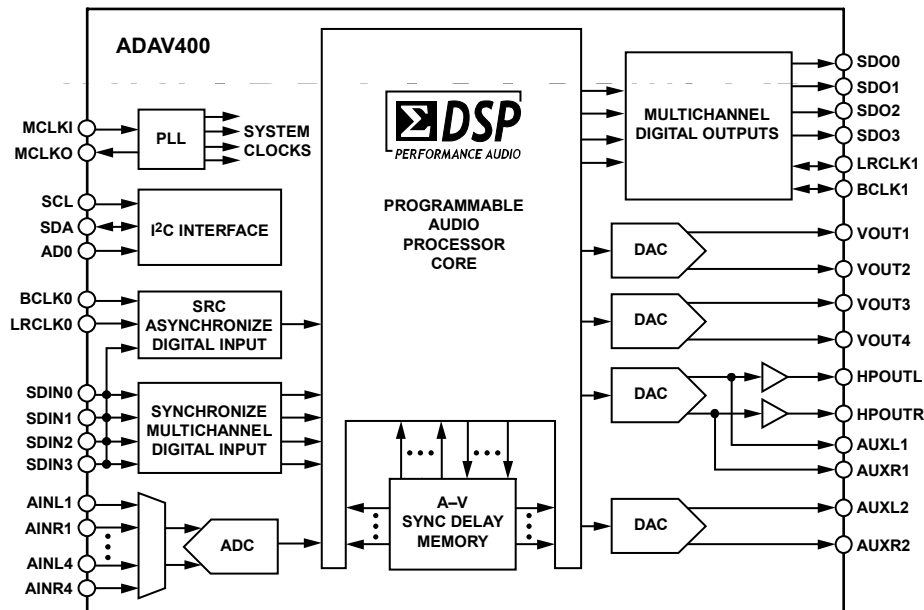 ADAV400
MCLKI
MCLKO
PLL
SYSTEM
CLOCKS
SCL
SDA
AD0
I2C INTERFACE
BCLK0
LRCLK0
SRC
ASYNCHRONIZE
DIGITAL INPUT
SDIN0
SDIN1
SDIN2
SDIN3
SYNCHRONIZE
MULTICHANNEL
DIGITAL INPUT
AINL1
AINR1
AINL4
AINR4
ADC
ΣDSP
PERFORMANCE AUDIO
PROGRAMMABLE
AUDIO
PROCESSOR
CORE
A–V
SYNC DELAY
MEMORY
MULTICHANNEL
DIGITAL OUTPUTS
SDO0
SDO1
SDO2
SDO3
LRCLK1
BCLK1
DAC
VOUT1
VOUT2
DAC
VOUT3
VOUT4
DAC
HPOUTL
HPOUTR
AUXL1
AUXR1
DAC
AUXL2
AUXR2